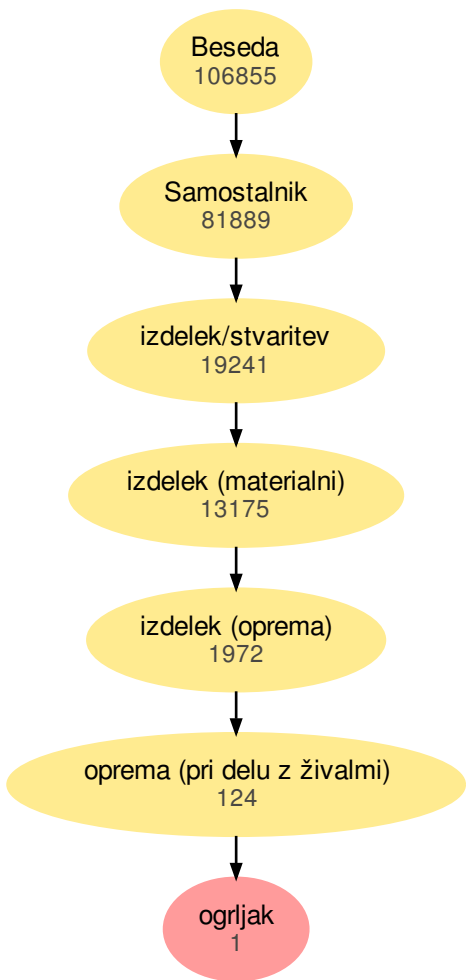 Beseda
106855
Samostalnik
81889
izdelek/stvaritev
19241
izdelek (materialni)
13175
izdelek (oprema)
1972
oprema (pri delu z živalmi)
124
ogrljak
1